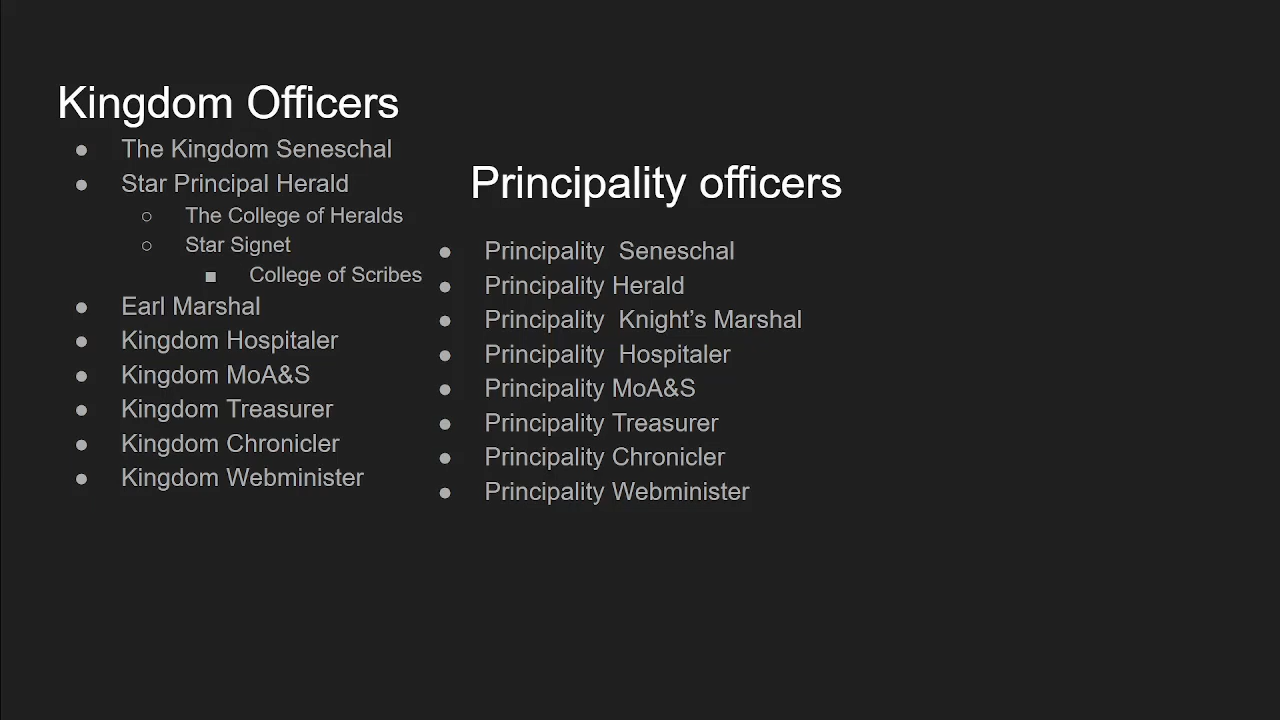 Kingdom Officers
● The Kingdom Seneschal
● Star Principal Herald
○ The College of Heralds
○ Star Signet
■ College of Scribes
● Earl Marshal
● Kingdom Hospitaler
● Kingdom MoA&S
● Kingdom Treasurer
● Kingdom Chronicler
● Kingdom Webminister
Principality officers
● Principality  Seneschal
● Principality Herald
● Principality  Knight’s Marshal
● Principality  Hospitaler
● Principality MoA&S
● Principality Treasurer
● Principality Chronicler
● Principality Webminister